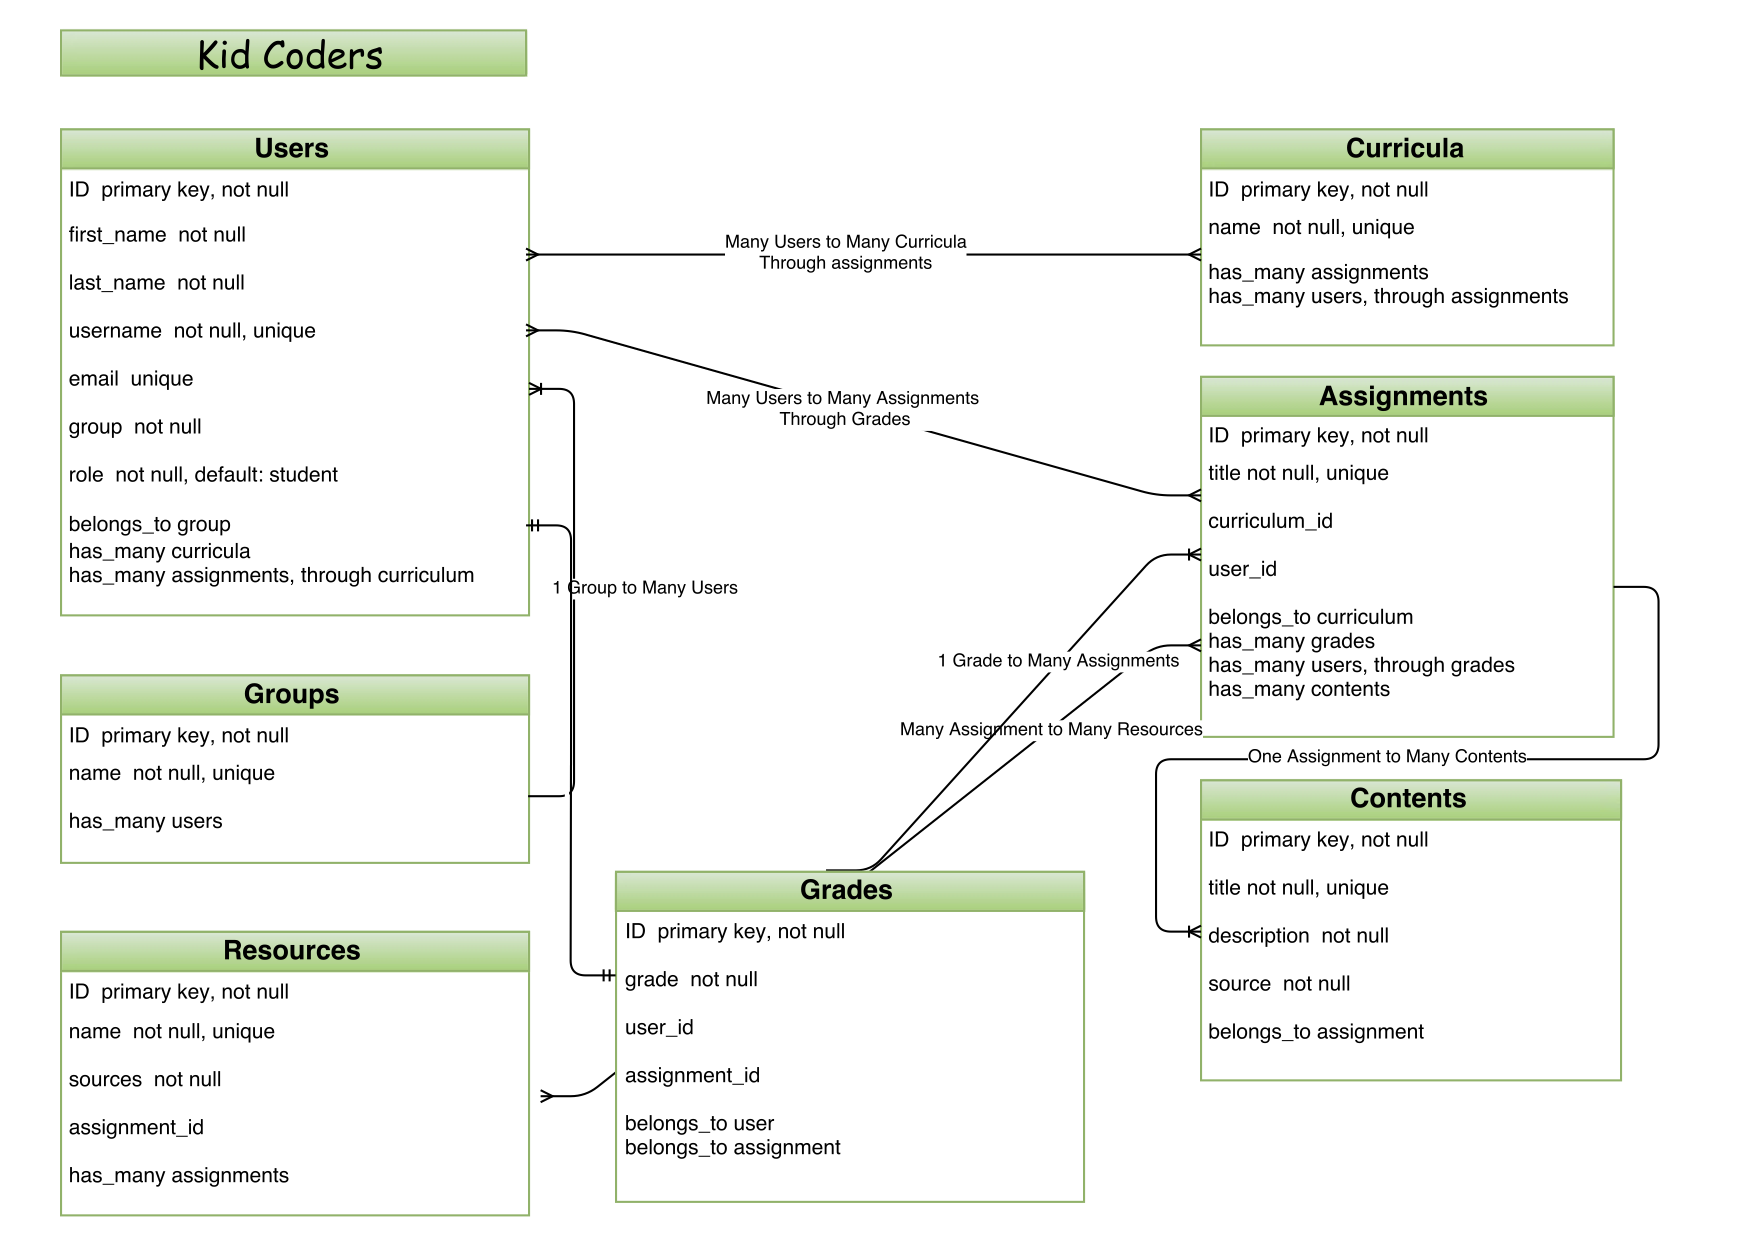 Kid Coders
Users
ID  primary key, not null
first_name  not null
last_name  not null
username  not null, unique
email  unique
group  not null
role  not null, default: student
belongs_to group
has_many curricula
has_many assignments, through curriculum
Many Users to Many Curricula
Through assignments
Many Users to Many Assignments
Through Grades
1 Group to Many Users
Curricula
ID  primary key, not null
name  not null, unique
has_many assignments
has_many users, through assignments
Assignments
ID  primary key, not null
title not null, unique
curriculum_id
user_id
belongs_to curriculum
has_many grades
has_many users, through grades
has_many contents
1 Grade to Many Assignments
Many Assignment to Many Resources
One Assignment to Many Contents
Groups
ID  primary key, not null
name  not null, unique
has_many users
Contents
ID  primary key, not null
title not null, unique
description  not null
source  not null
belongs_to assignment
Grades
ID  primary key, not null
grade  not null
user_id
assignment_id
belongs_to user
belongs_to assignment
Resources
ID  primary key, not null
name  not null, unique
sources  not null
assignment_id
has_many assignments